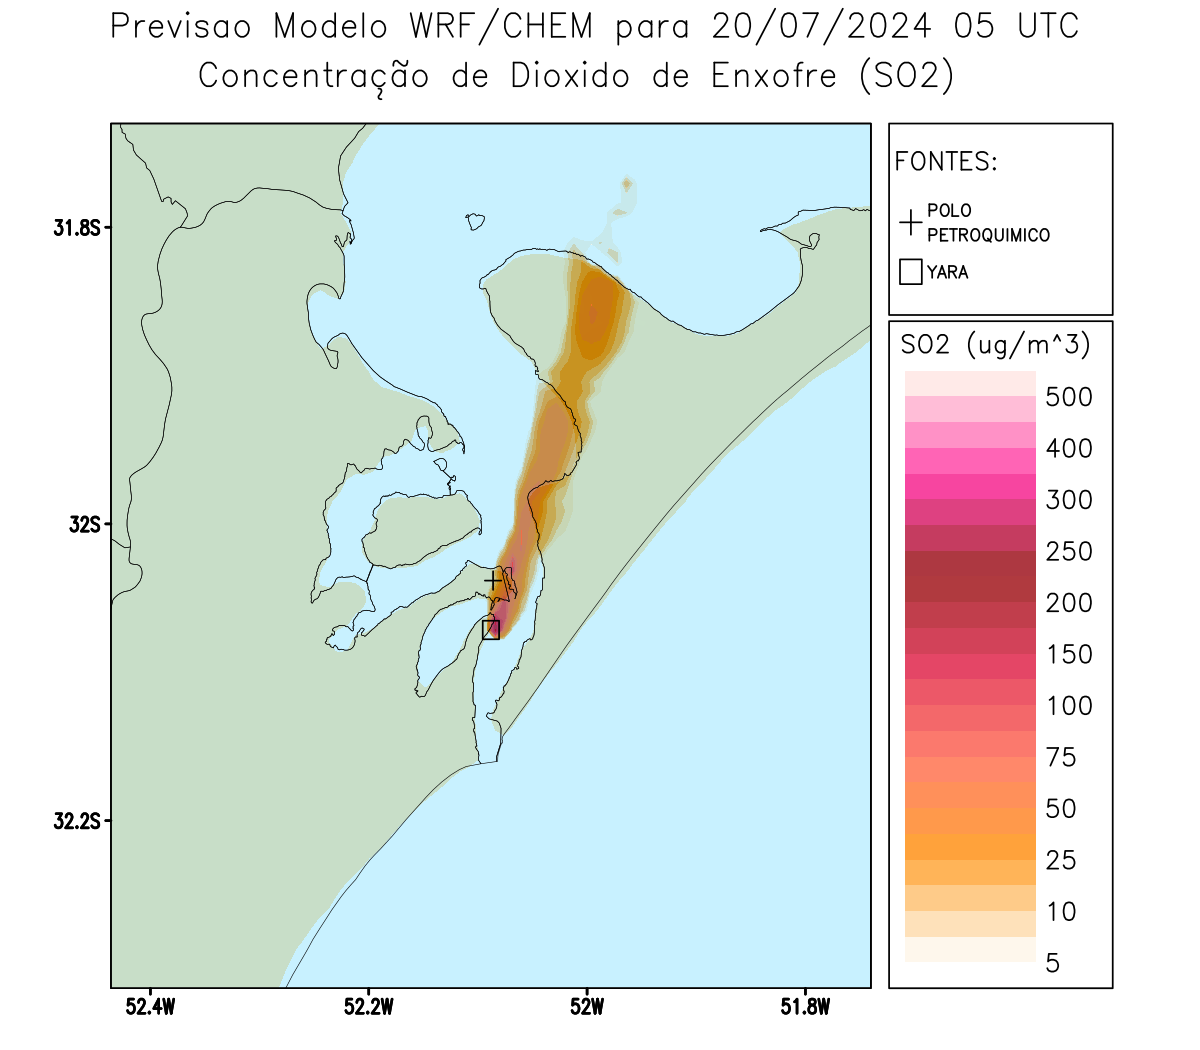 Previsao Modelo WRF/CHEM para 20/07/2024 05 UTC
Concentração de Dioxido de Enxofre (SO2)
FONTES:
POLO
PETROQUIMICO
YARA
SO2 (ug/m^3)
500
400
300
250
200
150
100
75
50
25
10
5
31.8S
32S
32.2S
52.4W
52.2W
52W
51.8W